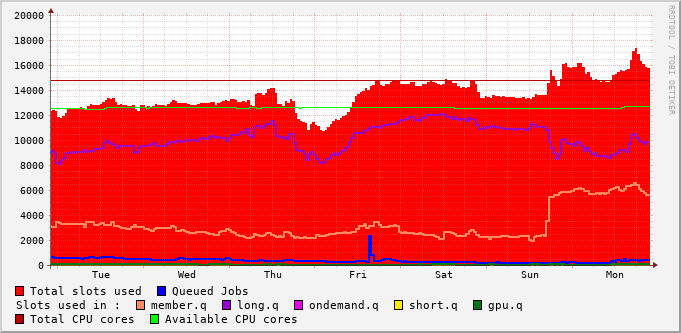 20000
18000
16000
14000
12000
10000
8000
6000
4000
2000
0
Tue Wed Thu Fri Sat Sun Mon
Total slots used Queued Jobs
Slots used in : member.q long.q ondemand.q short.q gpu.q
Total CPU cores Available CPU cores
RRDTOOL / TOBI OETIKER